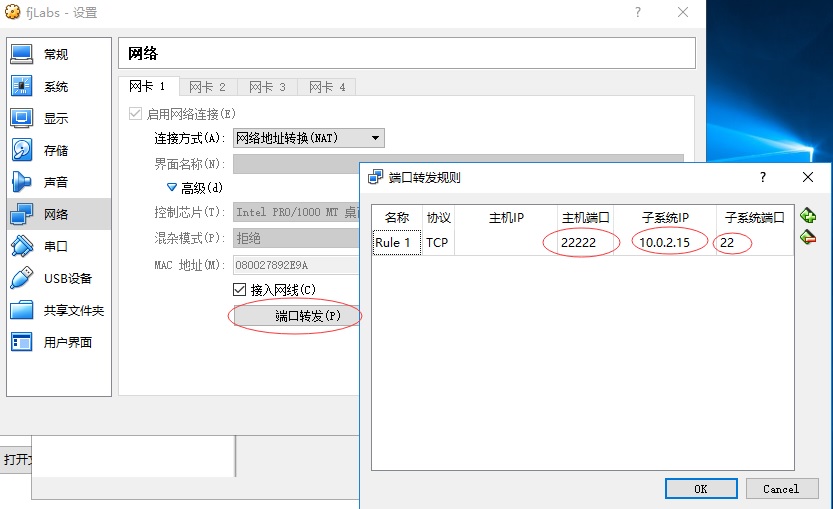 fjLabs - 设置
?
常规
系统
显示
存储
声音
网络
串口
USB设备
共享文件夹
用户界面
网络
网卡 1 网卡 2 网卡 3 网卡 4
启用网络连接(E)
连接方式(A): 网络地址转换(NAT)
界面名称(N):
高级(d)
控制芯片(T): Intel PRO/1000 MT 桌
混杂模式(P): 拒绝
MAC 地址(M): 080027892E9A
接入网线(C)
端口转发(P)
端口转发规则
?
名称 协议 主机IP 主机端口 子系统IP 子系统端口
Rule 1 TCP 22222 10.0.2.15 22
OK Cancel
打开